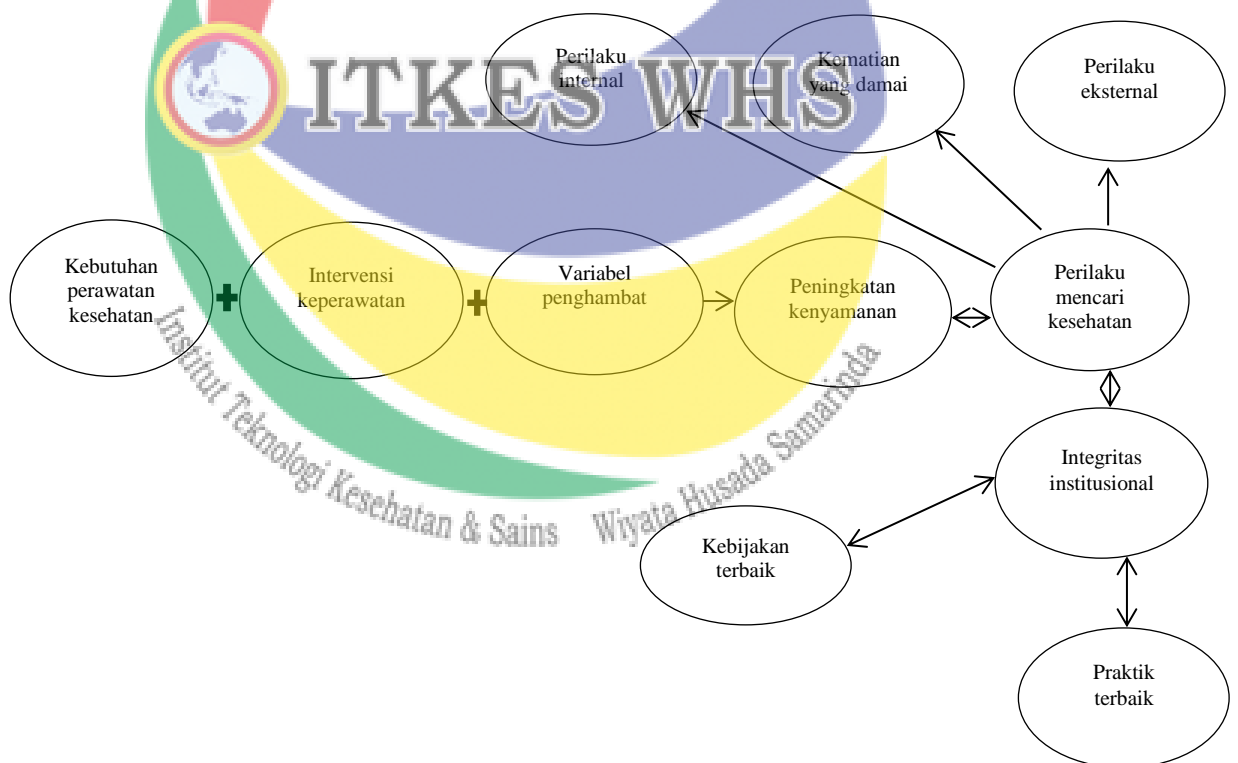 Perilaku
internal
Kematian
yang damai
Perilaku
eksternal
ITKES WHS
Kebutuhan
perawatan
kesehatan
Intervensi
keperawatan
Variabel
penghambat
Peningkatan
kenyamanan
Perilaku
mencari
kesehatan
Institut Teknologi Kesehatan & Sains Wiyata Husada Samarinda
Integritas
institusional
Kebijakan
terbaik
Praktik
terbaik